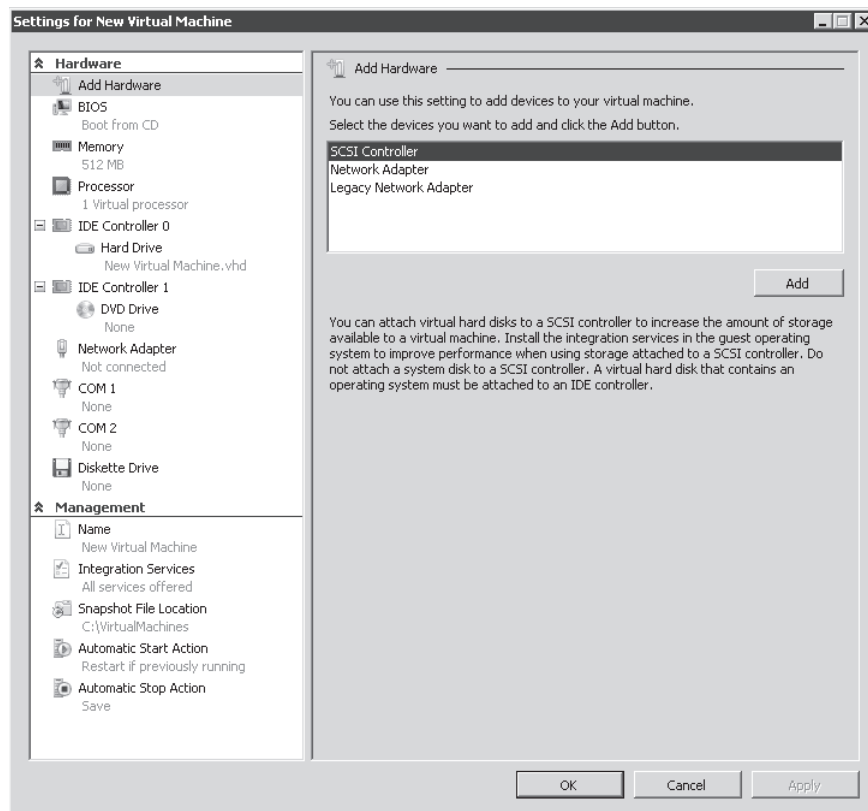 Settings for New Virtual Machine
Hardware
Add Hardware
BIOS
Boot from CD
Memory
512 MB
Processor
1 Virtual processor
IDE Controller 0
Hard Drive
New Virtual Machine.vhd
IDE Controller 1
DVD Drive
None
Network Adapter
Not connected
COM 1
None
COM 2
None
Diskette Drive
None
Management
Name
New Virtual Machine
Integration Services
All services offered
Snapshot File Location
C:\VirtualMachines
Automatic Start Action
Restart if previously running
Automatic Stop Action
Save
Add Hardware
You can use this setting to add devices to your virtual machine.
Select the devices you want to add and click the Add button.
SCSI Controller
Network Adapter
Legacy Network Adapter
Add
You can attach virtual hard disks to a SCSI controller to increase the amount of storage
available to a virtual machine. Install the integration services in the guest operating
system to improve performance when using storage attached to a SCSI controller. Do
not attach a system disk to a SCSI controller. A virtual hard disk that contains an
operating system must be attached to an IDE controller.
OK
Cancel
Apply